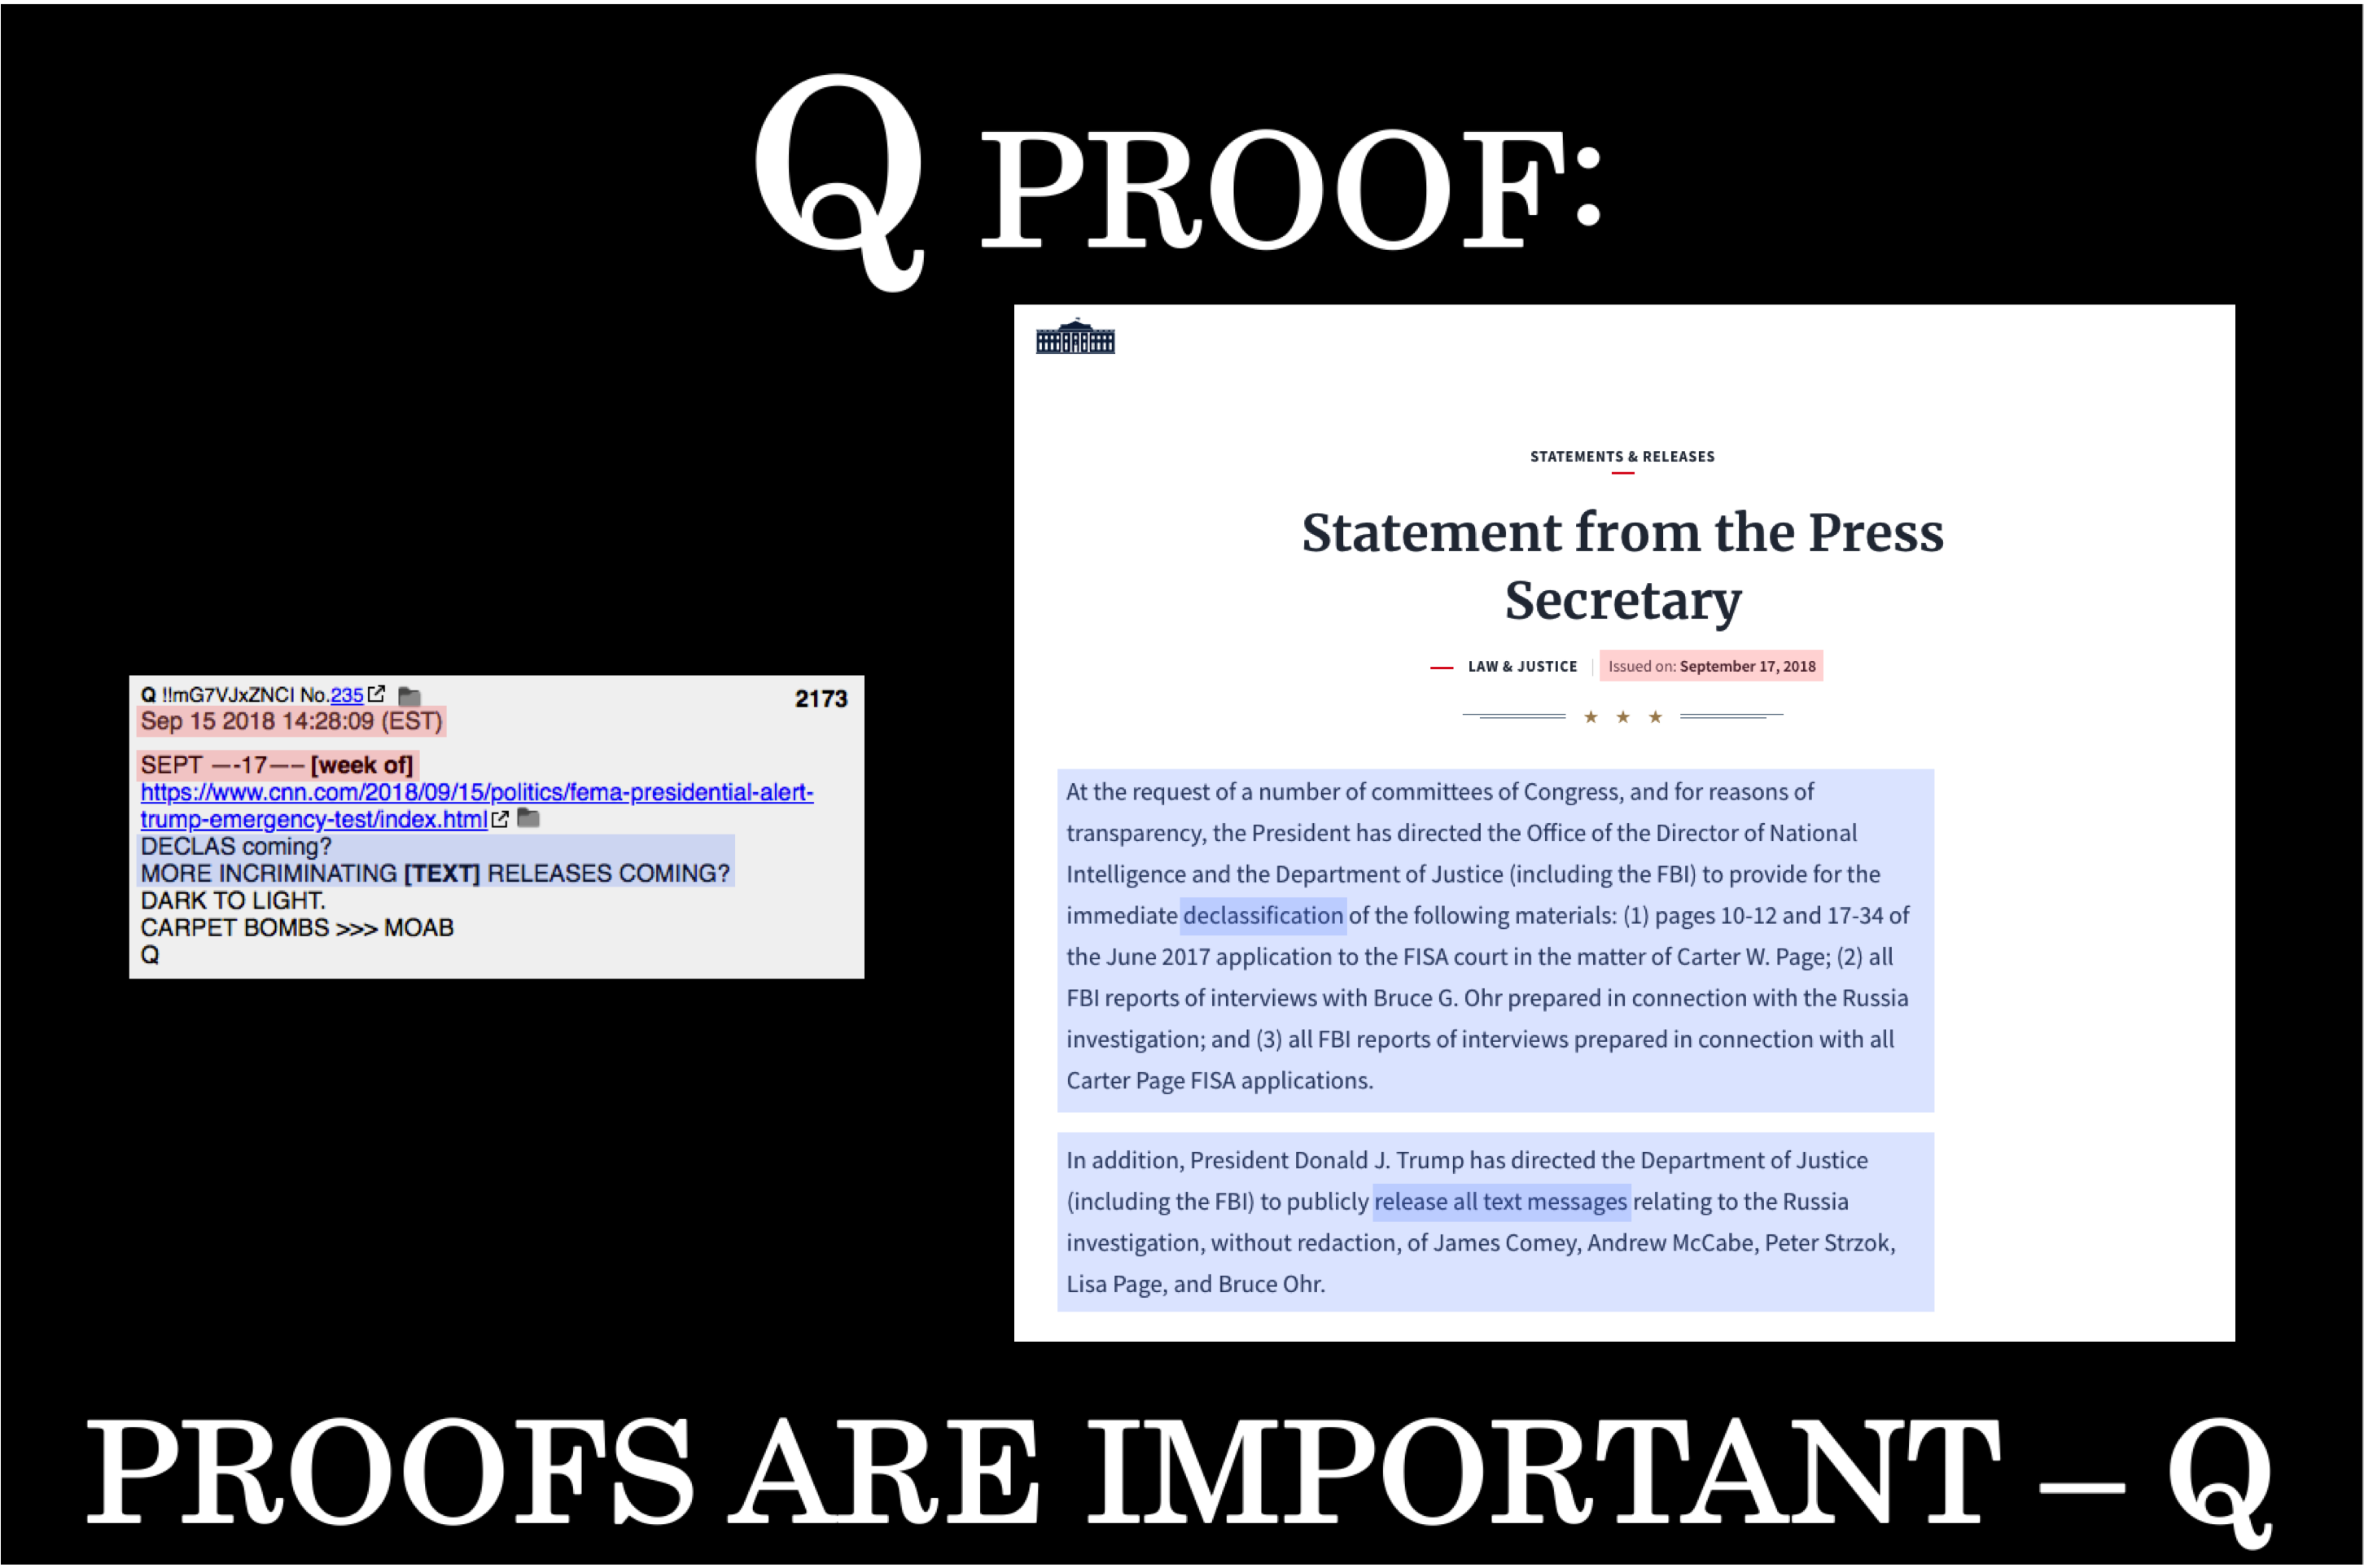 Q PROOF:
Q !!mG7VJxZNCI No.235
2173
Sep 15 2018 14:28:09 (EST)
SEPT —-17-–– [week of]
https://www.cnn.com/2018/09/15/politics/fema-presidential-alert-
trump-emergency-test/index.html
DECLAS coming?
MORE INCRIMINATING [TEXT] RELEASES COMING?
DARK TO LIGHT.
CARPET BOMBS >>> MOAB
Q
STATEMENTS & RELEASES
Statement from the Press
Secretary
LAW & JUSTICE
Issued on: September 17, 2018
At the request of a number of committees of Congress, and for reasons of
transparency, the President has directed the Office of the Director of National
Intelligence and the Department of Justice (including the FBI) to provide for the
immediate declassification of the following materials: (1) pages 10-12 and 17-34 of
the June 2017 application to the FISA court in the matter of Carter W. Page; (2) all
FBI reports of interviews with Bruce G. Ohr prepared in connection with the Russia
investigation; and (3) all FBI reports of interviews prepared in connection with all
Carter Page FISA applications.
In addition, President Donald J. Trump has directed the Department of Justice
(including the FBI) to publicly release all text messages relating to the Russia
investigation, without redaction, of James Comey, Andrew McCabe, Peter Strzok,
Lisa Page, and Bruce Ohr.
PROOFS ARE IMPORTANT – Q